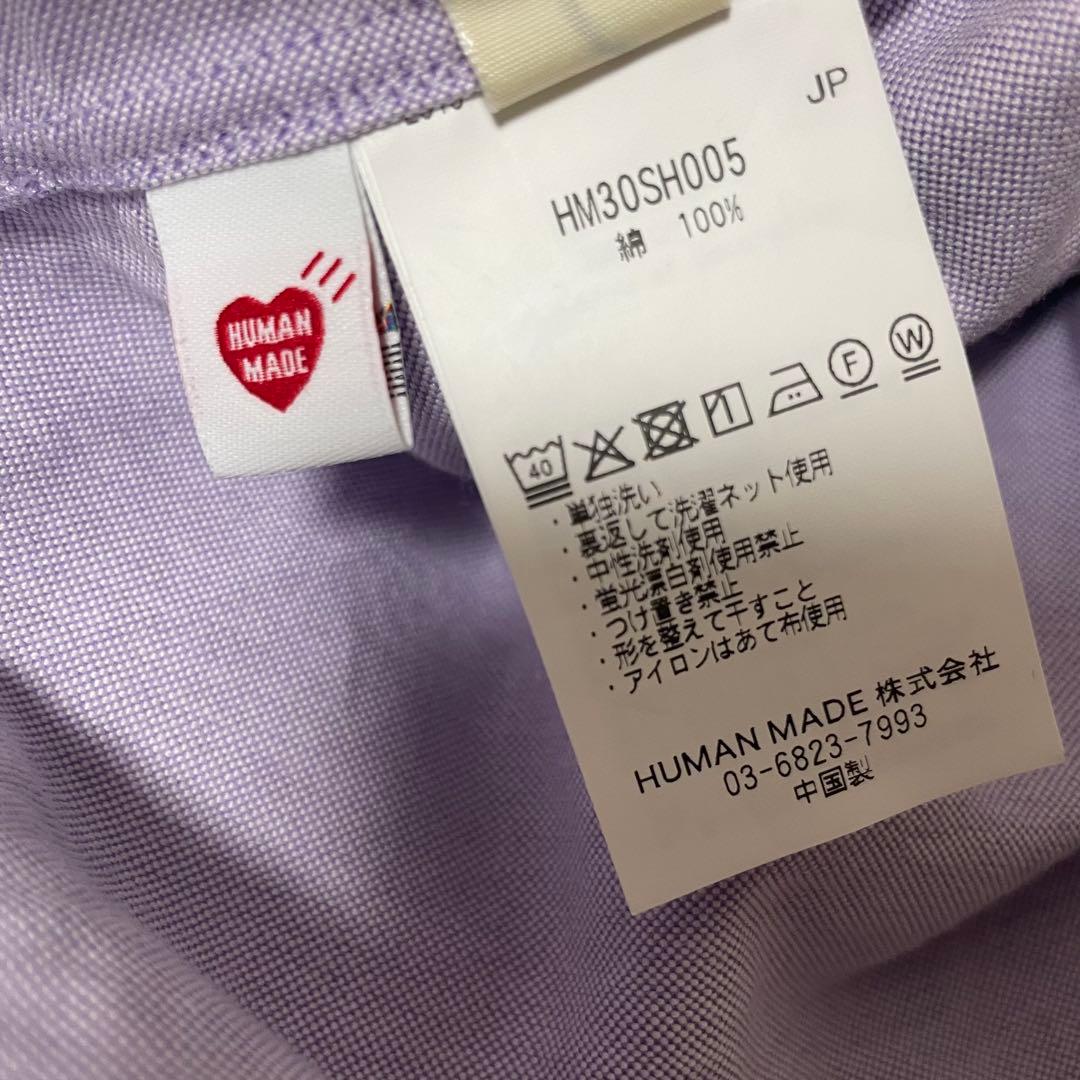 JP
HM30SH005
綿 100%
HUMAN
MADE
40
F
W
・単独洗い
・裏返して洗濯ネット使用
・中性洗剤使用
・蛍光漂白剤使用禁止
・つけ置き禁止
・形を整えて干すこと
・アイロンはあて布使用
HUMAN MADE 株式会社
03-6823-7993
中国製